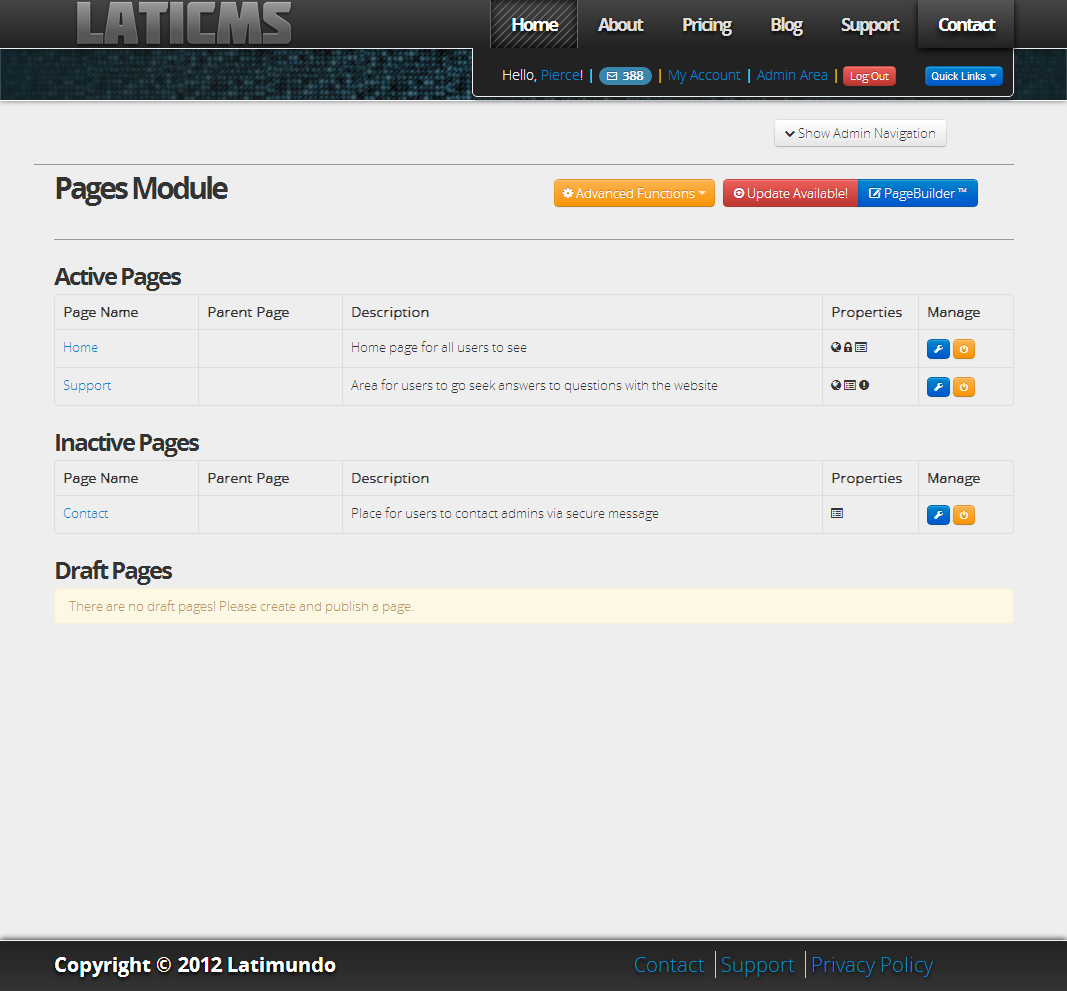 LATICMS
Home About Pricing Blog Support Contact
Hello, Pierce! | 388 | My Account | Admin Area | Log Out Quick Links
Show Admin Navigation
Pages Module
Advanced Functions Update Available! PageBuilder ™
Active Pages
Page Name Parent Page Description Properties Manage
Home Home page for all users to see
Support Area for users to go seek answers to questions with the website
Inactive Pages
Page Name Parent Page Description Properties Manage
Contact Place for users to contact admins via secure message
Draft Pages
There are no draft pages! Please create and publish a page.
Copyright © 2012 Latimundo Contact | Support | Privacy Policy